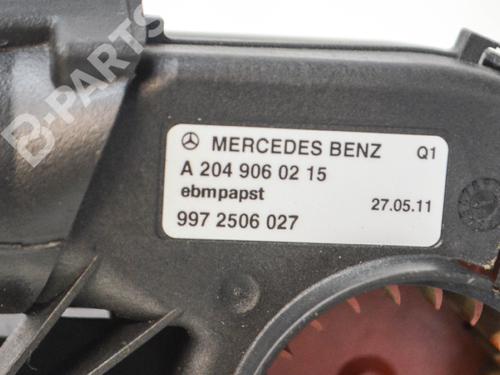 B-PARTS
MERCEDES BENZ Q1
A 204 906 02 15
ebmpapst
27.05.11
997 2506 027